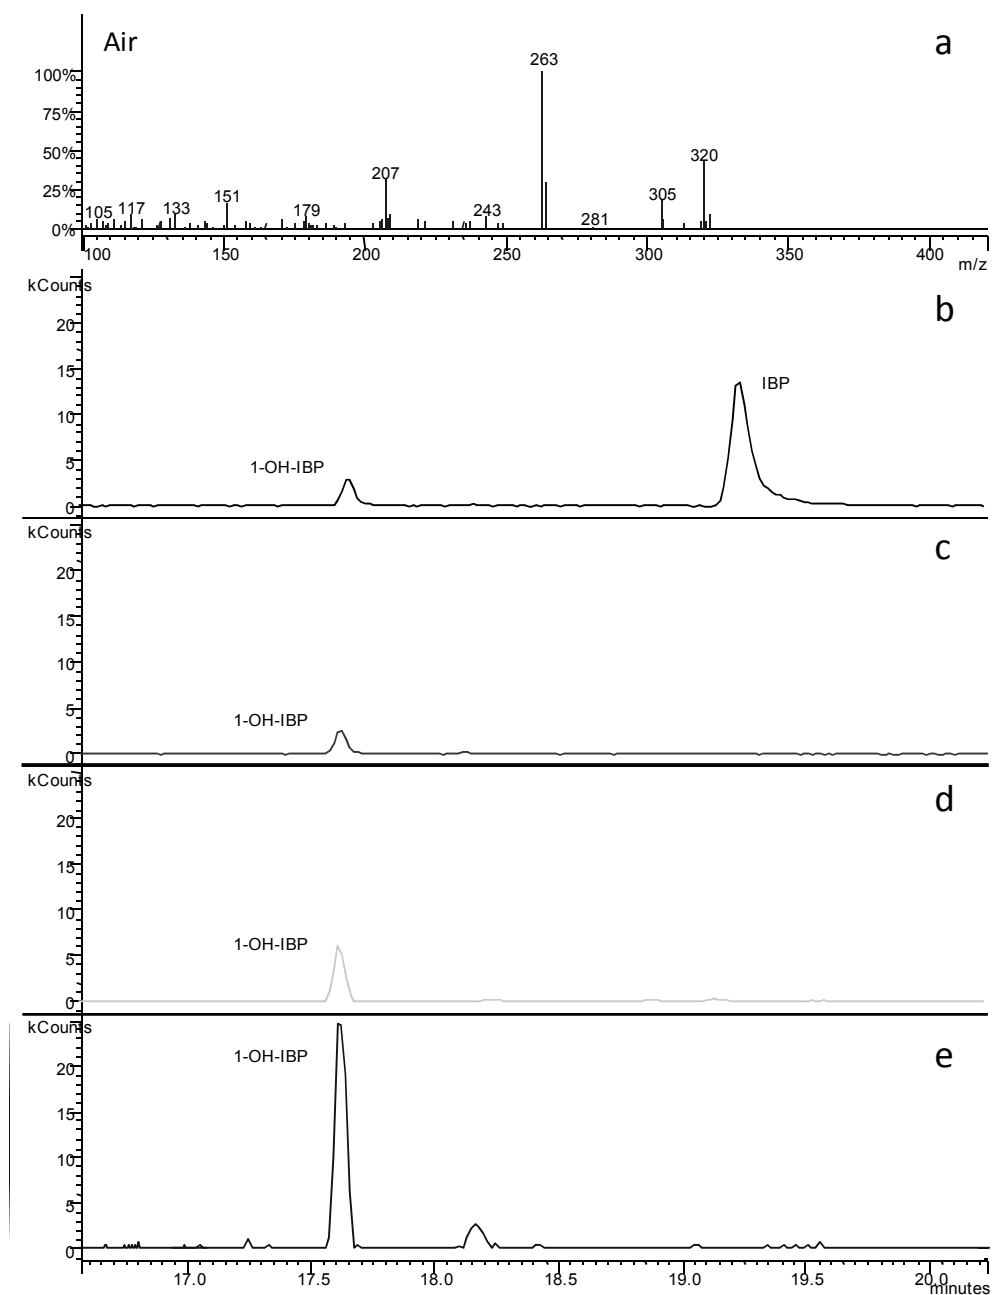 Air
a
263
100%
75%
50%
320
207
25%
305
151
105
117
133
179
243
281
0%
100
150
200
250
300
350
400
m/z
kCounts
b
20
15
IBP
10
1-OH-IBP
5
0
kCounts
c
20
15
10
1-OH-IBP
5
0
kCounts
d
20
15
10
1-OH-IBP
5
0
kCounts
1-OH-IBP
e
20
15
10
5
0
17.0
17.5
18.0
18.5
19.0
19.5
20.0
minutes